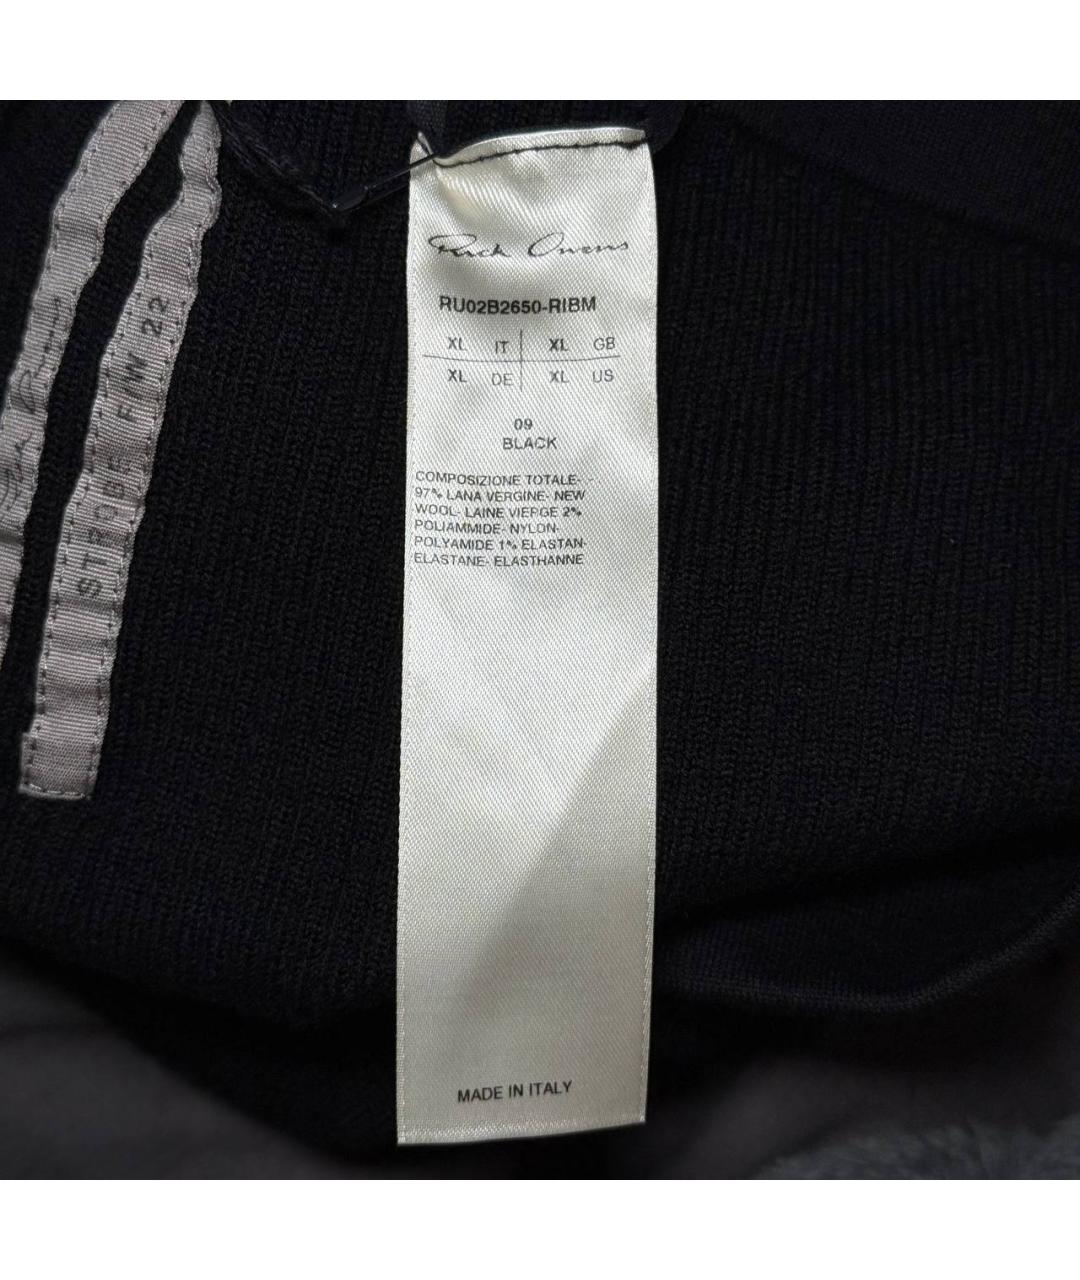 Rick Owens
RU02B2650-RIBM
XL IT XL GB
XL DE XL US
09
BLACK
COMPOSIZIONE TOTALE-
97% LANA VERGINE- NEW
WOOL- LAINE VIERGE 2%
POLIAMMIDE- NYLON-
POLYAMIDE 1% ELASTAN-
ELASTANE- ELASTHANNE
MADE IN ITALY
STROBE F/W 22